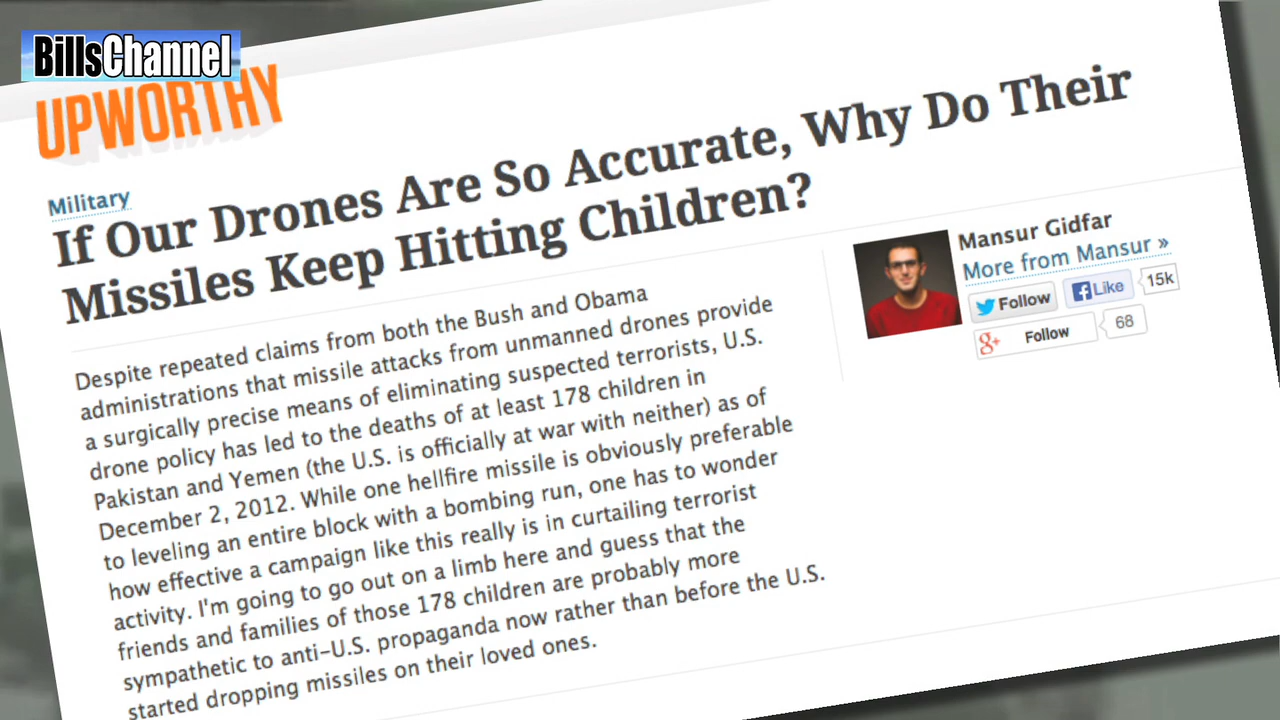 BillsChannel
UPWORTHY
Military
If Our Drones Are So Accurate, Why Do Their
Missiles Keep Hitting Children?
Despite repeated claims from both the Bush and Obama
administrations that missile attacks from unmanned drones provide
a surgically precise means of eliminating suspected terrorists, U.S.
drone policy has led to the deaths of at least 178 children in
Pakistan and Yemen (the U.S. is officially at war with neither) as of
December 2, 2012. While one hellfire missile is obviously preferable
to leveling an entire block with a bombing run, one has to wonder
how effective a campaign like this really is in curtailing terrorist
activity. I'm going to go out on a limb here and guess that the
friends and families of those 178 children are probably more
sympathetic to anti-U.S. propaganda now rather than before the U.S.
started dropping missiles on their loved ones.
Mansur Gidfar
More from Mansur »
Follow
Like
15k
g+
Follow
68